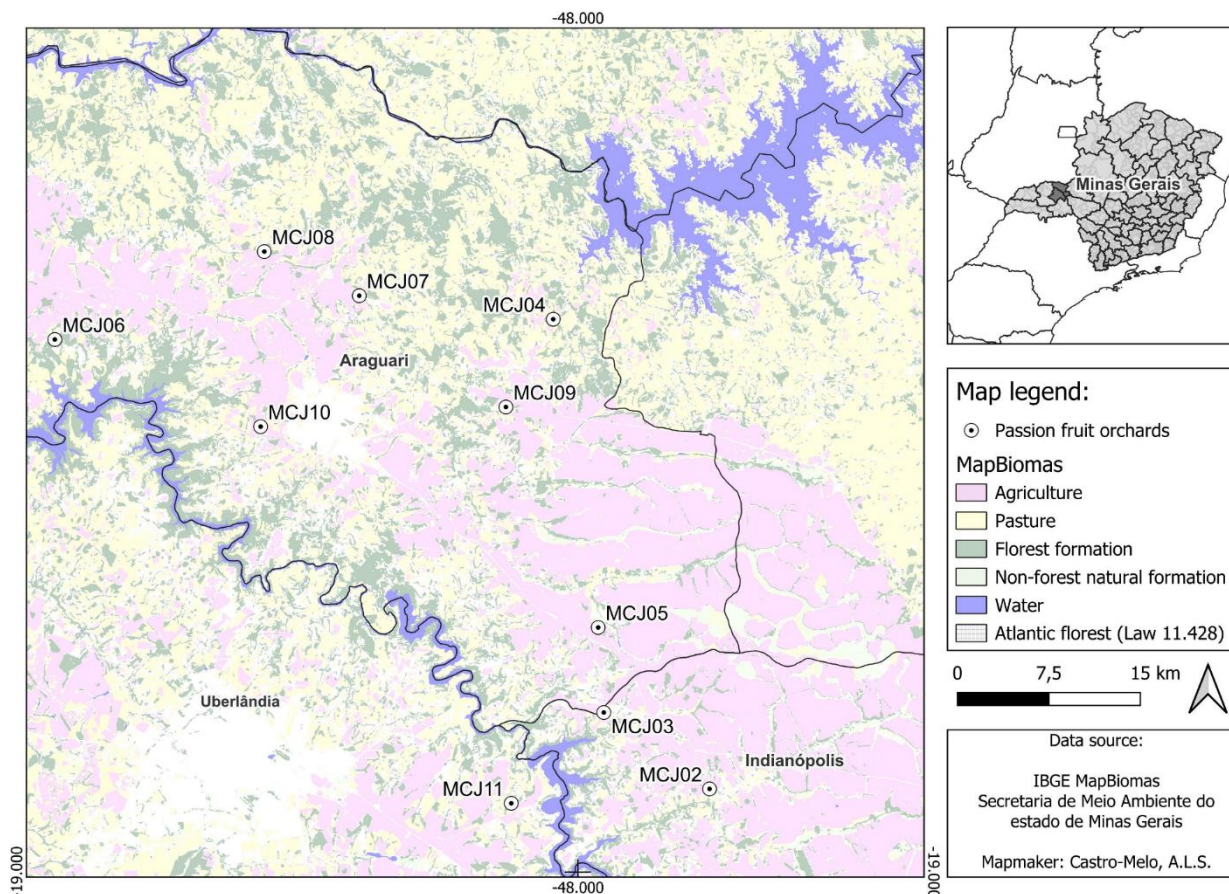 -48.000
MCJ08
MCJ07
MCJ04
MCJ06
Araguari
MCJ09
MCJ10
MCJ05
Uberlândia
MCJ03
Indianópolis
MCJ02
MCJ11
-19.000
-48.000
-19.000
Minas Gerais
Map legend:
Passion fruit orchards
MapBiomas
Agriculture
Pasture
Florest formation
Non-forest natural formation
Water
Atlantic florest (Law 11.428)
0 7,5 15 km
Data source:
IBGE MapBiomas
Secretaria de Meio Ambiente do
estado de Minas Gerais
Mapmaker: Castro-Melo, A.L.S.